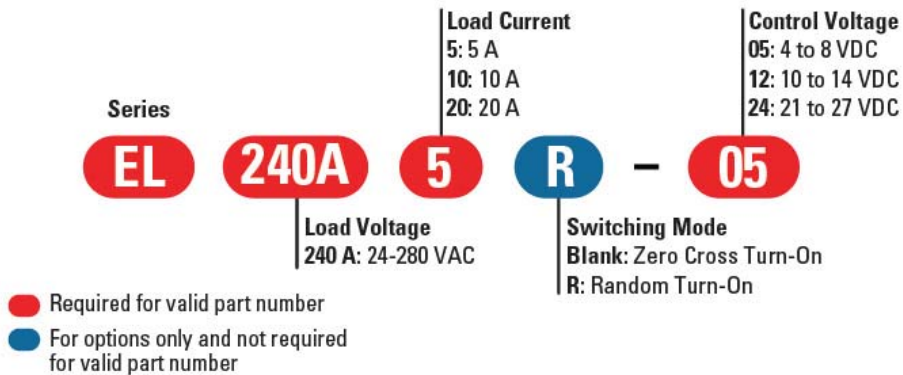 Load Current
5: 5 A
10: 10 A
20: 20 A
Control Voltage
05: 4 to 8 VDC
12: 10 to 14 VDC
24: 21 to 27 VDC
Series
EL 240A 5 R – 05
Load Voltage
240 A: 24-280 VAC
Switching Mode
Blank: Zero Cross Turn-On
R: Random Turn-On
Required for valid part number
For options only and not required
for valid part number